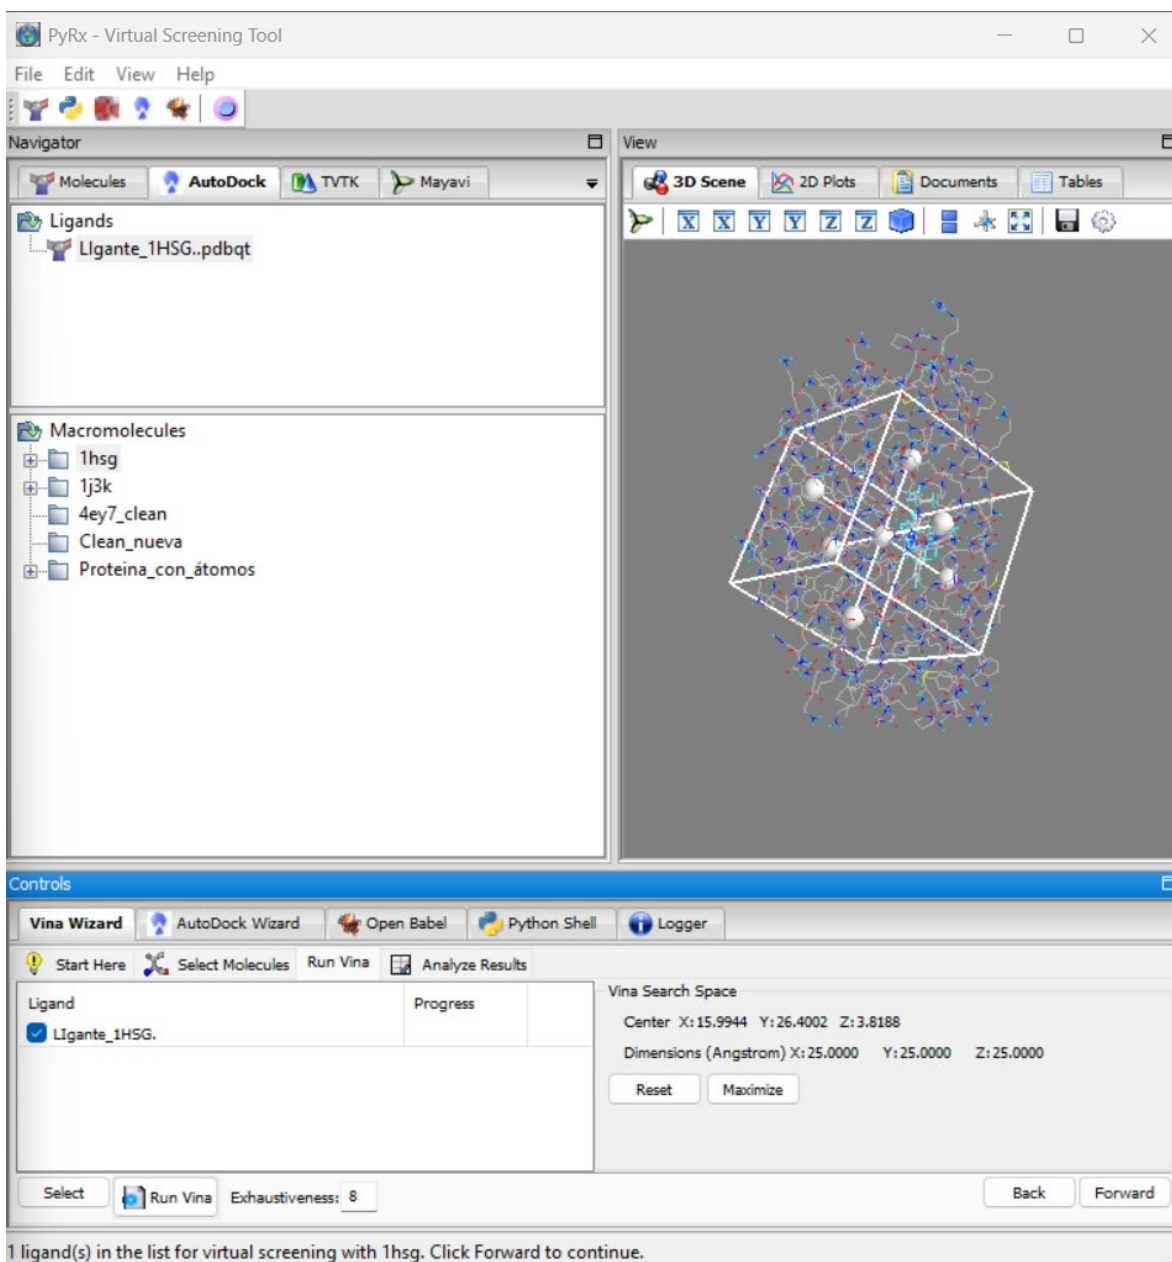 PyRx - Virtual Screening Tool
File Edit View Help
Navigator
Molecules AutoDock TVTK Mayavi
Ligands
LIgante_1HSG..pdbqt
Macromolecules
1hsg
1j3k
4ey7_clean
Clean_nueva
Proteina_con_átomos
View
3D Scene 2D Plots Documents Tables
X X Y Y Z Z
Controls
Vina Wizard AutoDock Wizard Open Babel Python Shell Logger
Start Here Select Molecules Run Vina Analyze Results
Ligand Progress
LIgante_1HSG.
Vina Search Space
Center X:15.9944 Y:26.4002 Z:3.8188
Dimensions (Angstrom) X:25.0000 Y:25.0000 Z:25.0000
Reset Maximize
Select Run Vina Exhaustiveness: 8 Back Forward
1 ligand(s) in the list for virtual screening with 1hsg. Click Forward to continue.